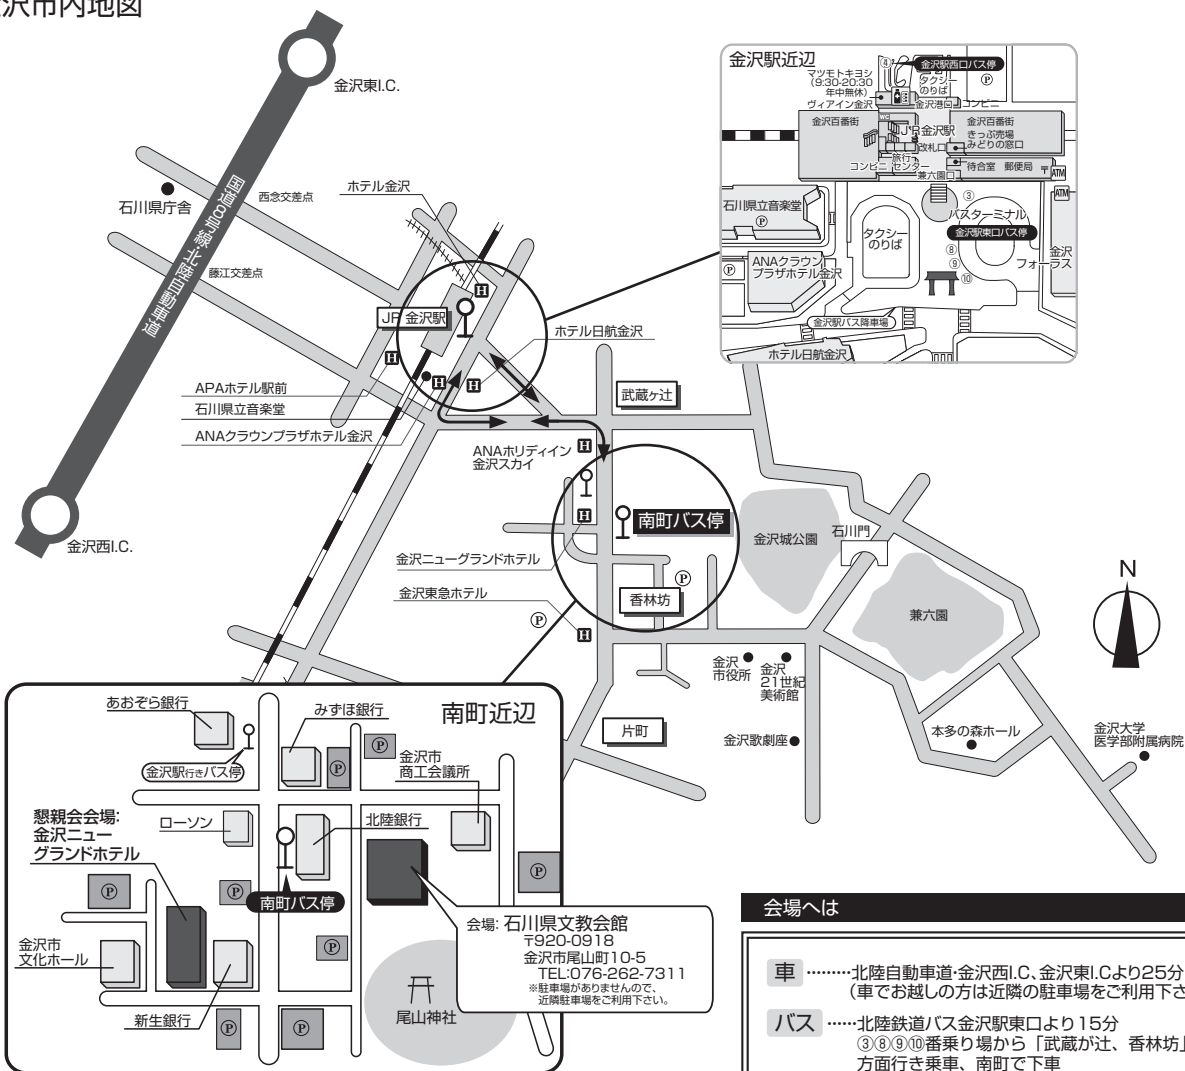 沢市内地図
金沢東I.C.
国道8号線・北陸自動車道
西念交差点
石川県庁舎
藤江交差点
金沢西I.C.
ホテル金沢
JR 金沢駅
ホテル日航金沢
APAホテル駅前
石川県立音楽堂
ANAクラウンプラザホテル金沢
武蔵ヶ辻
ANAホリディイン
金沢スカイ
南町バス停
金沢ニューグランドホテル
金沢東急ホテル
香林坊
Ⓟ
Ⓟ
金沢城公園
石川門
兼六園
金沢
市役所
金沢
21世紀
美術館
片町
金沢歌劇座
本多の森ホール
金沢大学
医学部附属病院
N
金沢駅近辺
④
金沢駅西口バス停
マツモトキヨシ
(9:30-20:30
年中無休)
タクシー
のりば
Ⓟ
ヴィアイン金沢
金沢港口
コンビニ
金沢百番街
WC
JR金沢駅
金沢百番街
きっぷ売場
みどりの窓口
改札口
コンビニ
旅行
センター
兼六園口
待合室
郵便局
〒
ATM
ATM
石川県立音楽堂
Ⓟ
タクシー
のりば
③
バスターミナル
金沢駅東口バス停
⑧
⑨
⑩
金沢
フォーラス
Ⓟ
ANAクラウン
プラザホテル金沢
金沢駅バス降車場
ホテル日航金沢
南町近辺
あおぞら銀行
みずほ銀行
金沢駅行きバス停
Ⓟ
Ⓟ
金沢市
商工会議所
懇親会会場:
金沢ニュー
グランドホテル
ローソン
北陸銀行
Ⓟ
Ⓟ
Ⓟ
南町バス停
金沢市
文化ホール
Ⓟ
新生銀行
Ⓟ
Ⓟ
尾山神社
会場: 石川県文教会館
〒920-0918
金沢市尾山町10-5
TEL:076-262-7311
※駐車場がありませんので、
近隣駐車場をご利用下さい。
会場へは
車 ………北陸自動車道・金沢西I.C、金沢東I.Cより25分
(車でお越しの方は近隣の駐車場をご利用下さ
バス ……北陸鉄道バス金沢駅東口より15分
③⑧⑨⑩番乗り場から「武蔵が辻、香林坊」
方面行き乗車、南町で下車